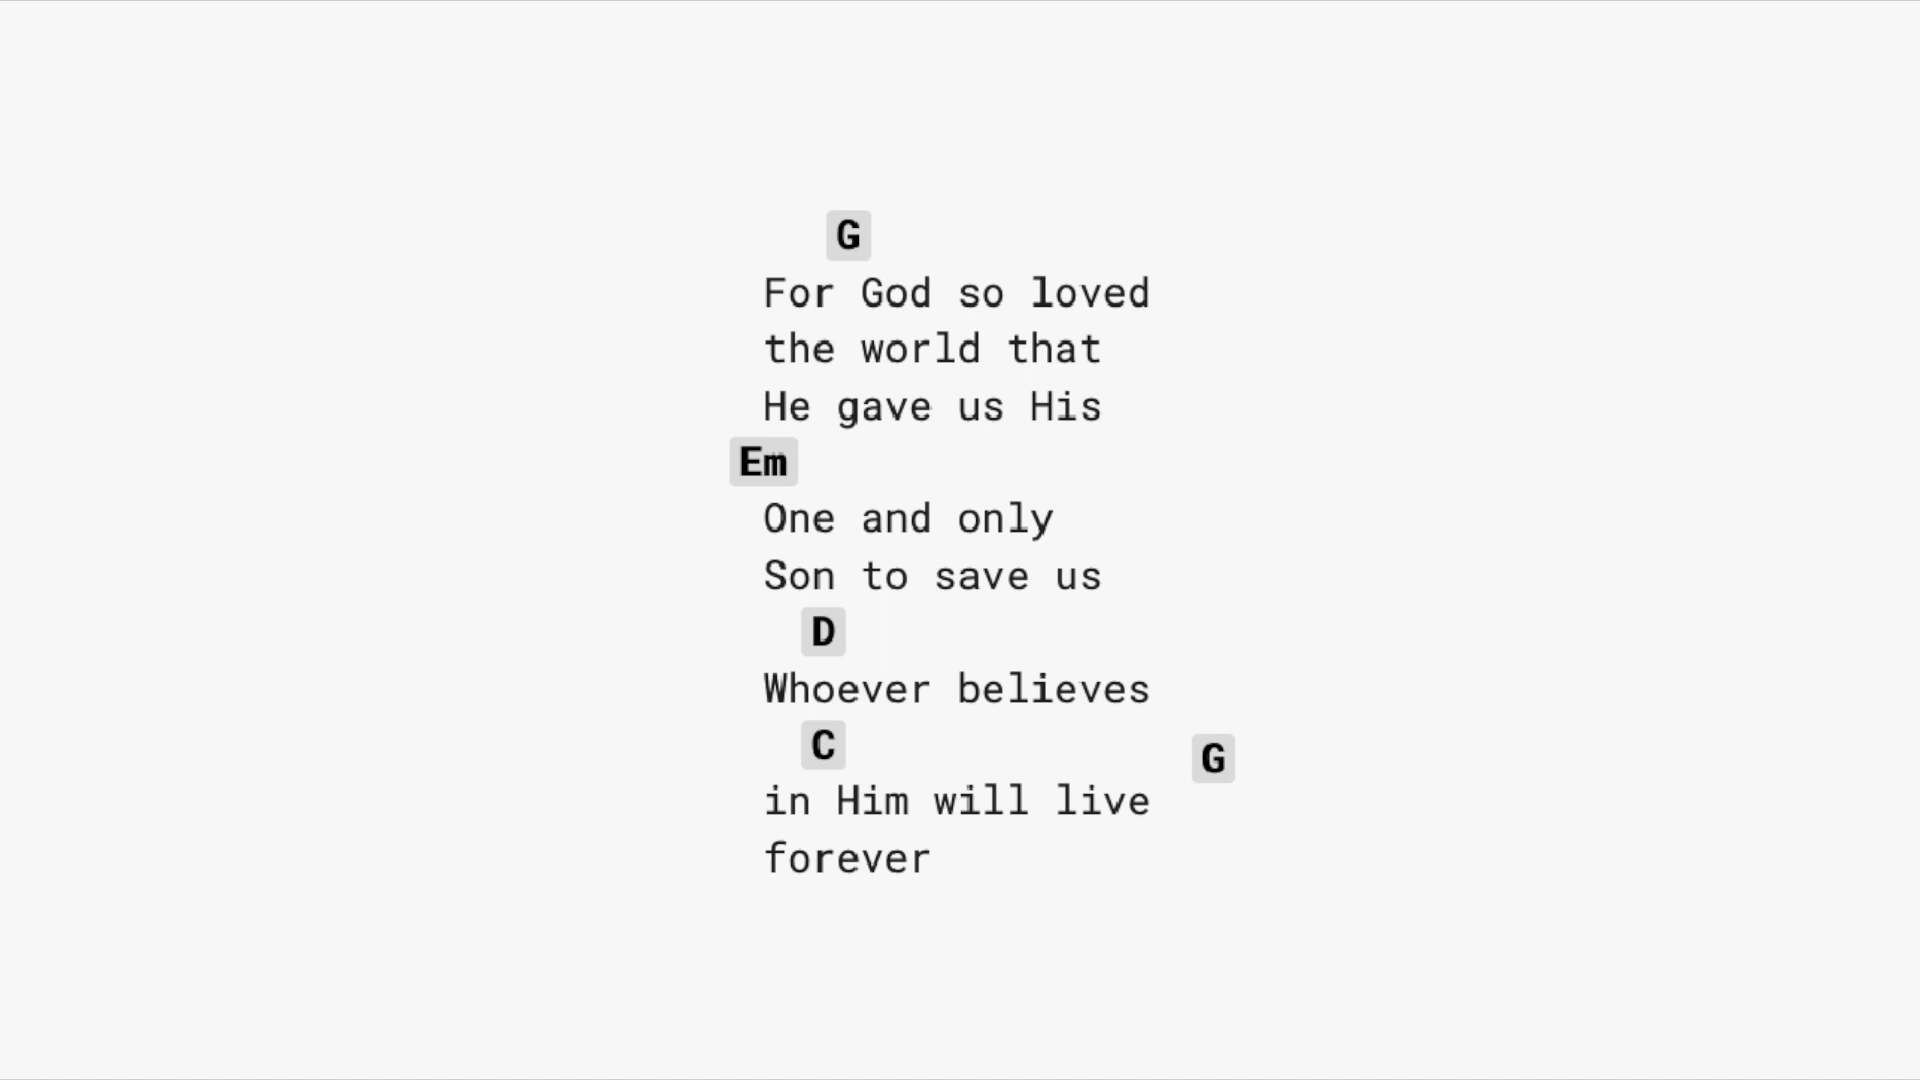 G
For God so loved
the world that
He gave us His
Em
One and only
Son to save us
D
Whoever believes
C G
in Him will live
forever